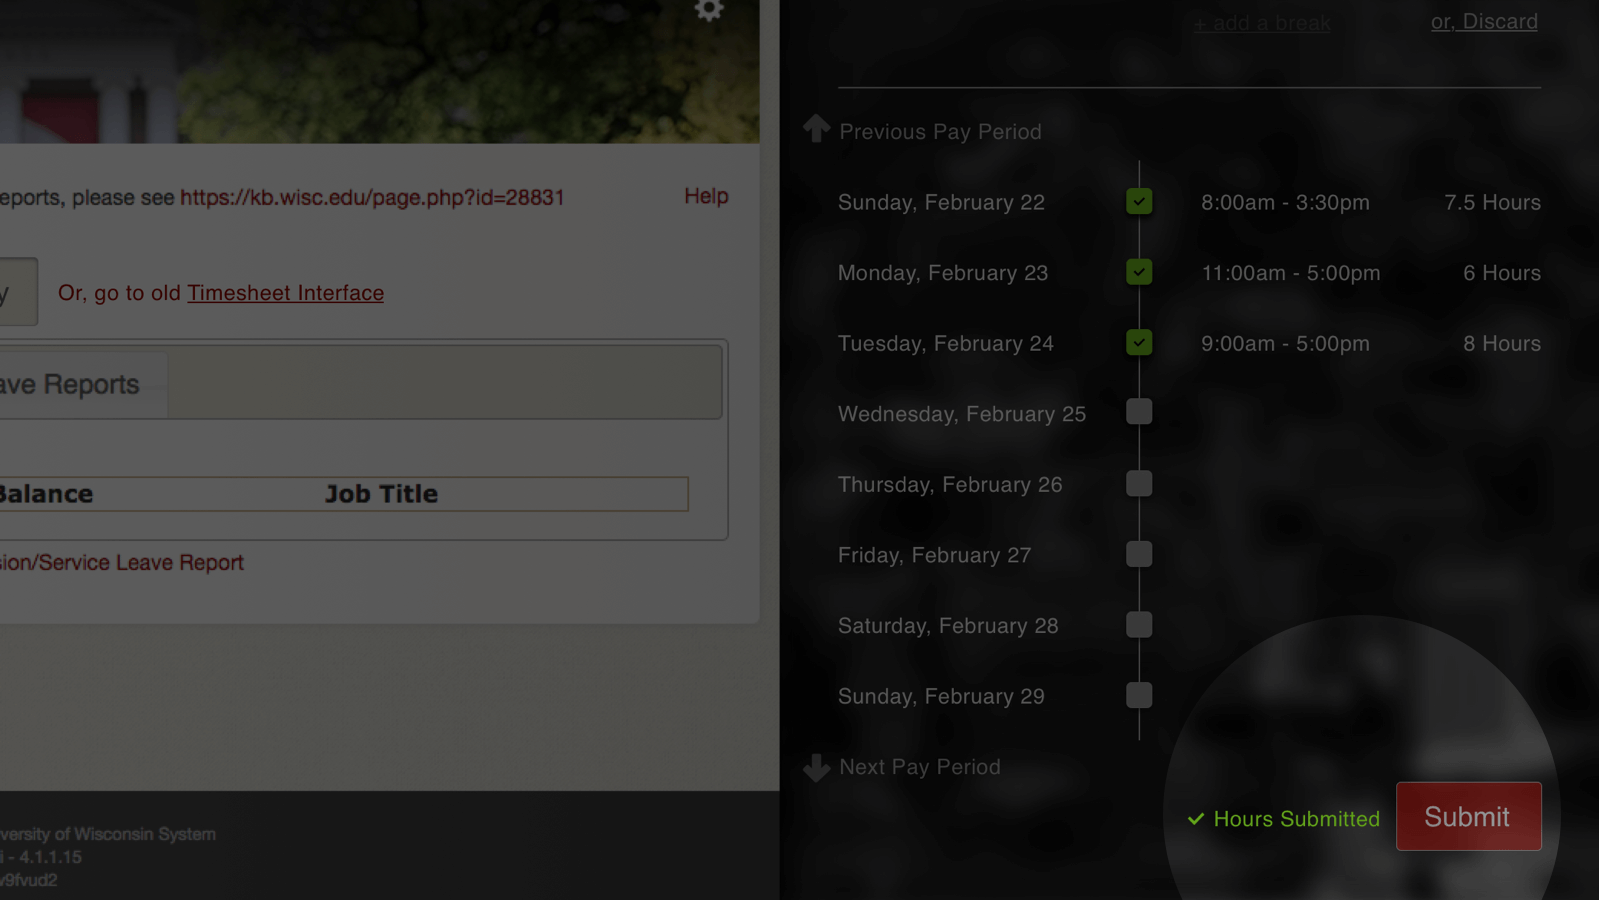 + add a break
or, Discard
eports, please see https://kb.wisc.edu/page.php?id=28831
Help
y
Or, go to old Timesheet Interface
ave Reports
Balance
Job Title
sion/Service Leave Report
versity of Wisconsin System
i - 4.1.1.15
v9fvud2
Previous Pay Period
Sunday, February 22 8:00am - 3:30pm 7.5 Hours
Monday, February 23 11:00am - 5:00pm 6 Hours
Tuesday, February 24 9:00am - 5:00pm 8 Hours
Wednesday, February 25
Thursday, February 26
Friday, February 27
Saturday, February 28
Sunday, February 29
Next Pay Period
Hours Submitted
Submit